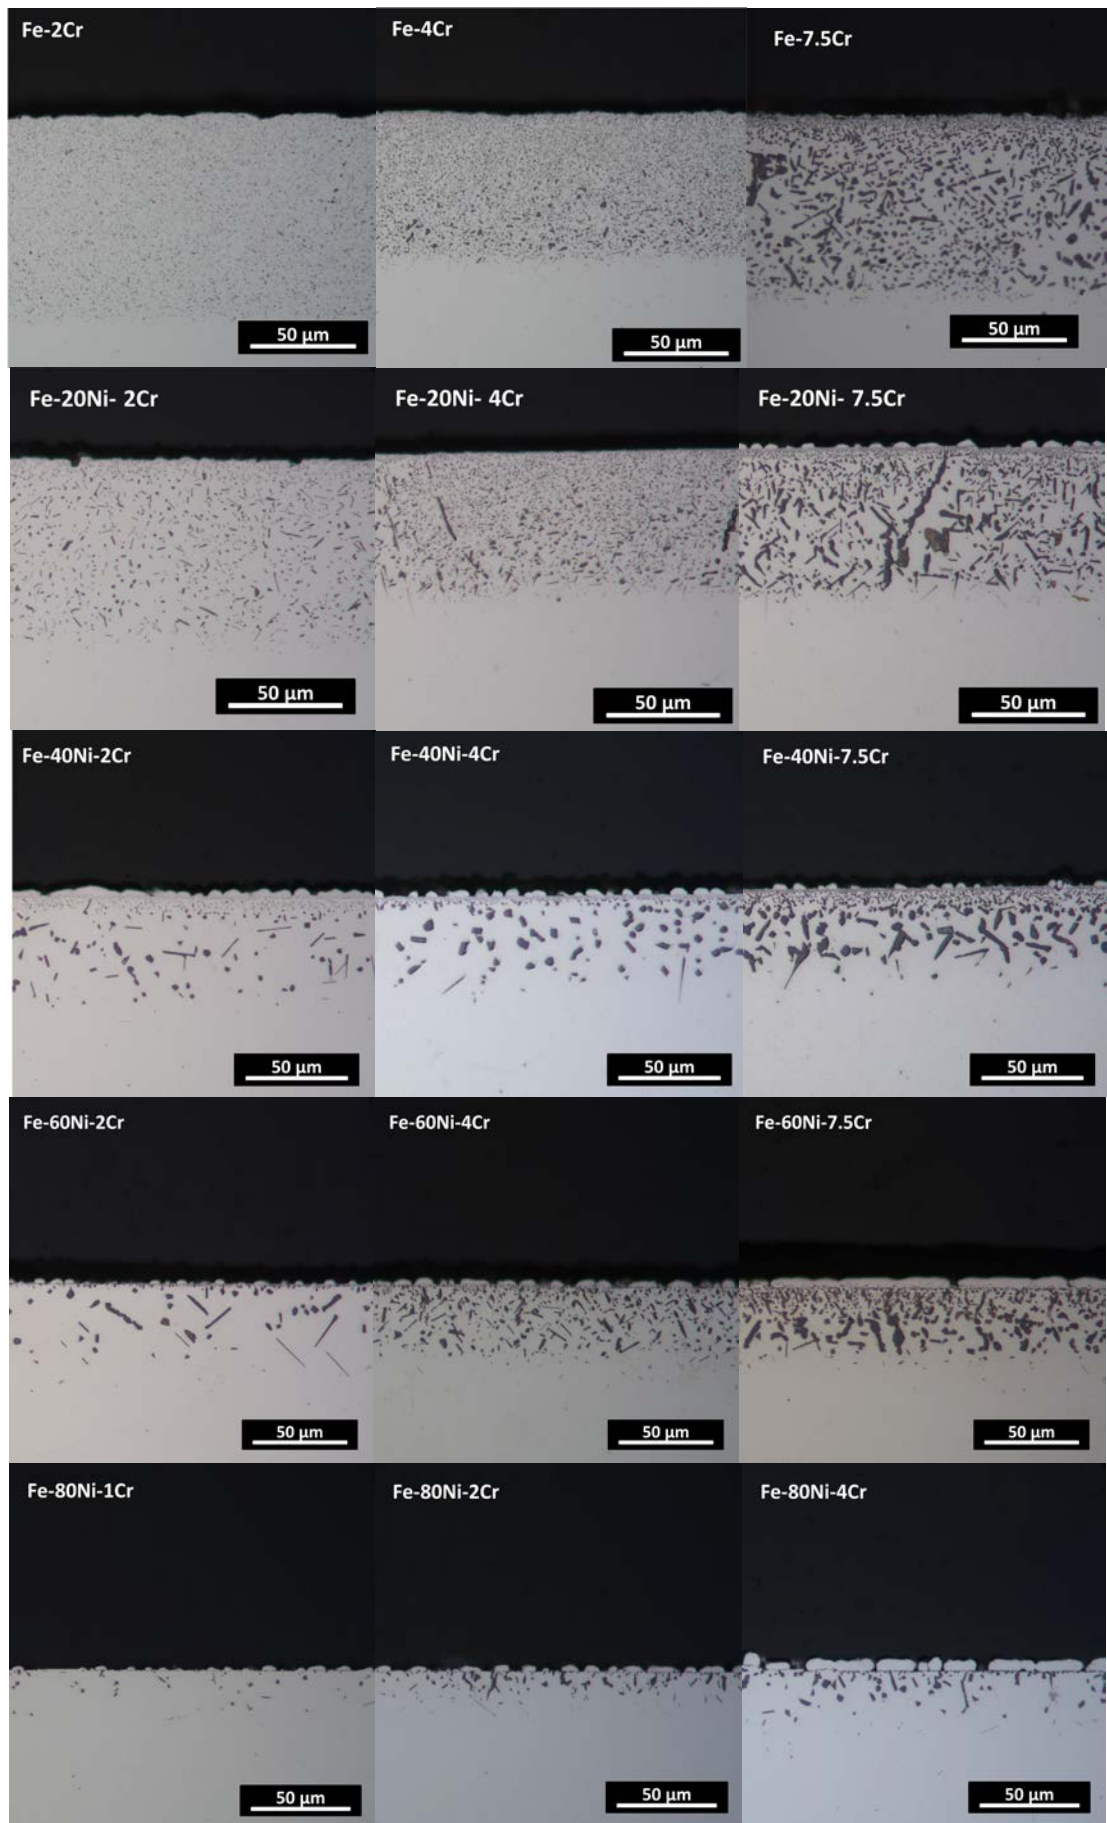 Fe-2Cr
Fe-4Cr
Fe-7.5Cr
50 µm
50 µm
50 µm
Fe-20Ni- 2Cr
Fe-20Ni- 4Cr
Fe-20Ni- 7.5Cr
50 µm
50 µm
50 µm
Fe-40Ni-2Cr
Fe-40Ni-4Cr
Fe-40Ni-7.5Cr
50 µm
50 µm
50 µm
Fe-60Ni-2Cr
Fe-60Ni-4Cr
Fe-60Ni-7.5Cr
50 µm
50 µm
50 µm
Fe-80Ni-1Cr
Fe-80Ni-2Cr
Fe-80Ni-4Cr
50 µm
50 µm
50 µm